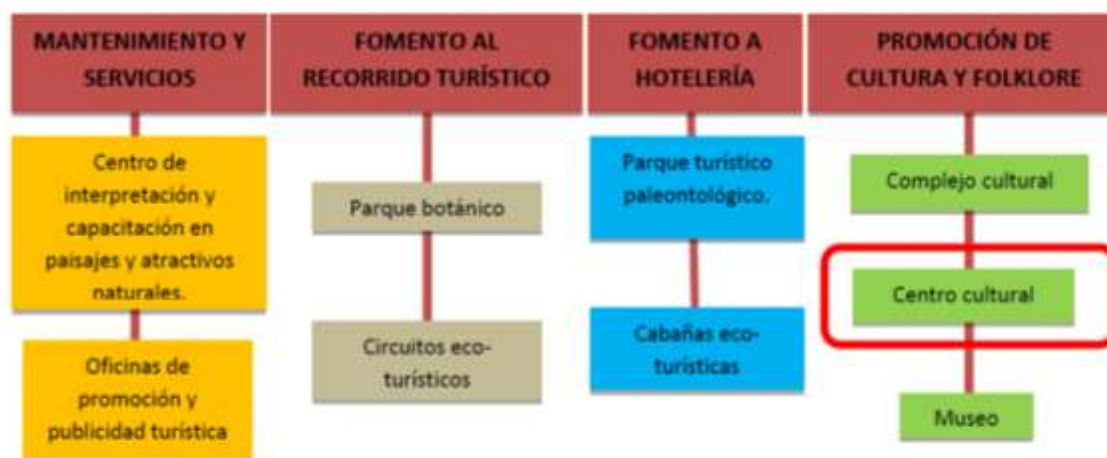 MANTENIMIENTO Y
SERVICIOS
Centro de
interpretación y
capacitación en
paisajes y atractivos
naturales.
Oficinas de
promoción y
publicidad turística
FOMENTO AL
RECORRIDO TURÍSTICO
Parque botánico
Circuitos eco-
turísticos
FOMENTO A
HOTELERÍA
Parque turístico
paleontológico.
Cabañas eco-
turísticas
PROMOCIÓN DE
CULTURA Y FOLKLORE
Complejo cultural
Centro cultural
Museo